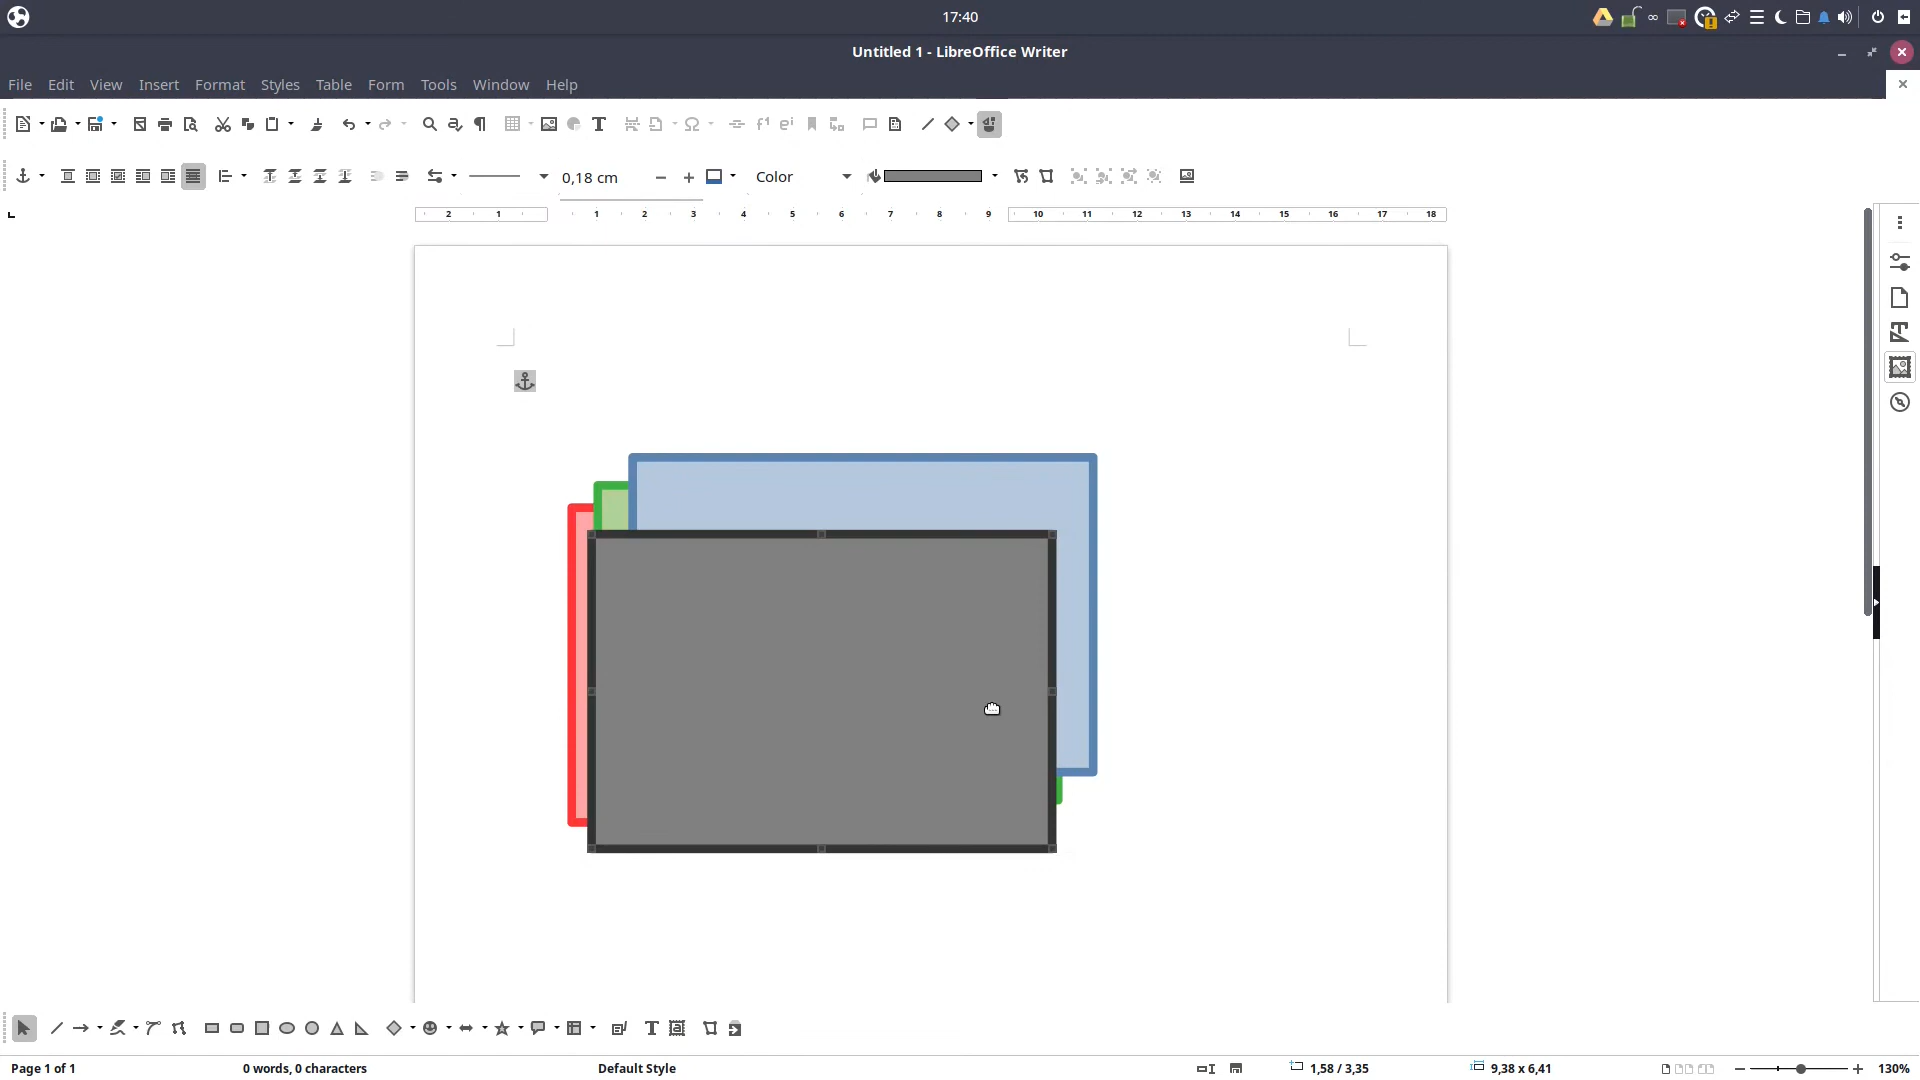 17:40
Untitled 1 - LibreOffice Writer
File Edit View Insert Format Styles Table Form Tools Window Help
0,18 cm
Color
2 1 1 2 3 4 5 6 7 8 9 10 11 12 13 14 15 16 17 18
Page 1 of 1
0 words, 0 characters
Default Style
1,58 / 3,35
9,38 x 6,41
130%